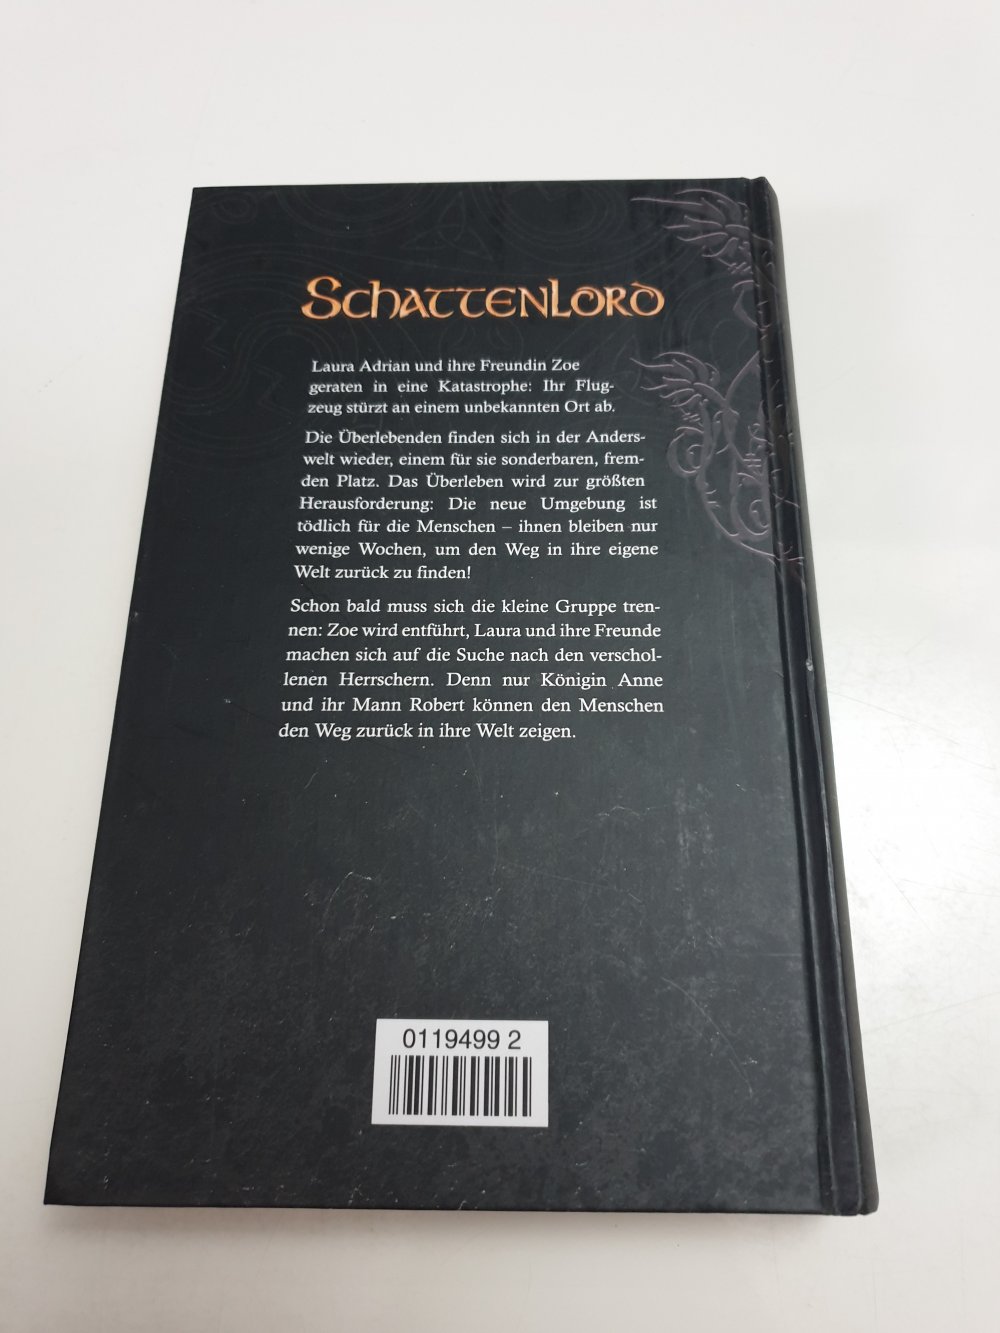 SCHATTENLORD
Laura Adrian und ihre Freundin Zoe
geraten in eine Katastrophe: Ihr Flug-
zeug stürzt an einem unbekannten Ort ab.
Die Überlebenden finden sich in der Anders-
welt wieder, einem für sie sonderbaren, frem-
den Platz. Das Überleben wird zur größten
Herausforderung: Die neue Umgebung ist
tödlich für die Menschen – ihnen bleiben nur
wenige Wochen, um den Weg in ihre eigene
Welt zurück zu finden!
Schon bald muss sich die kleine Gruppe tren-
nen: Zoe wird entführt, Laura und ihre Freunde
machen sich auf die Suche nach den verschol-
lenen Herrschern. Denn nur Königin Anne
und ihr Mann Robert können den Menschen
den Weg zurück in ihre Welt zeigen.
0119499 2